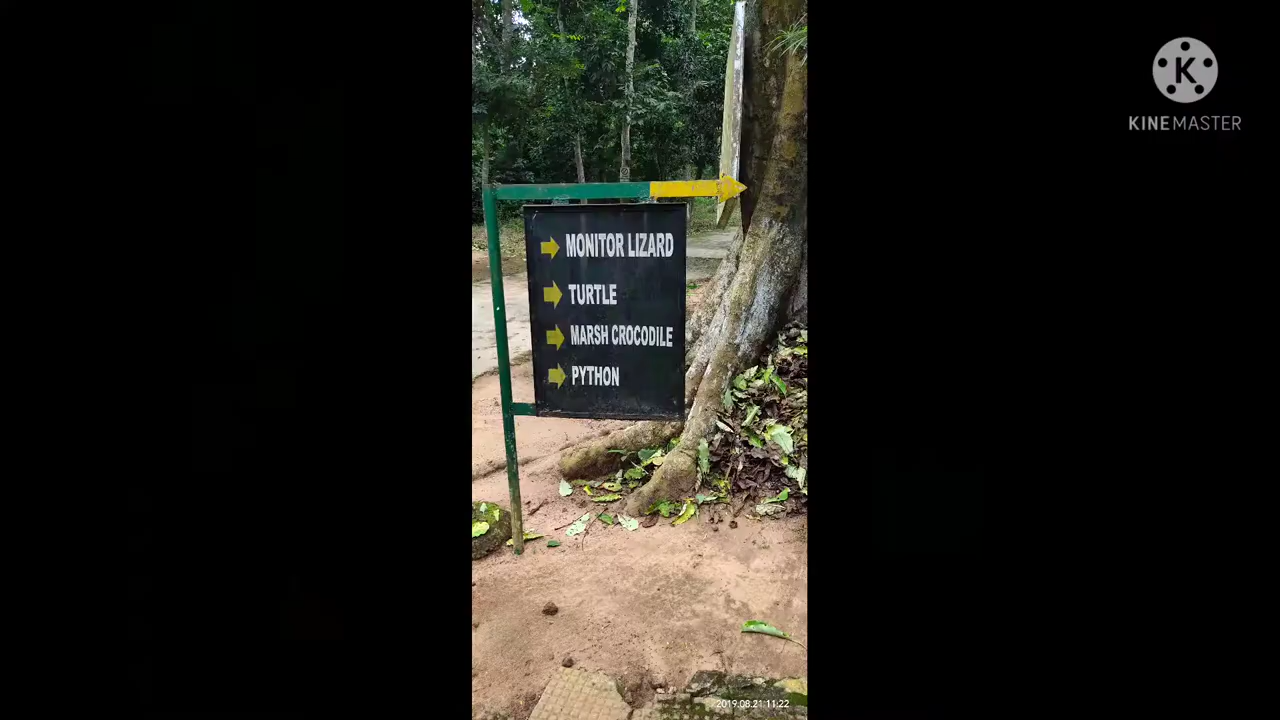 K
KINEMASTER
MONITOR LIZARD
TURTLE
MARSH CROCODILE
PYTHON
2019.08.21 11:22